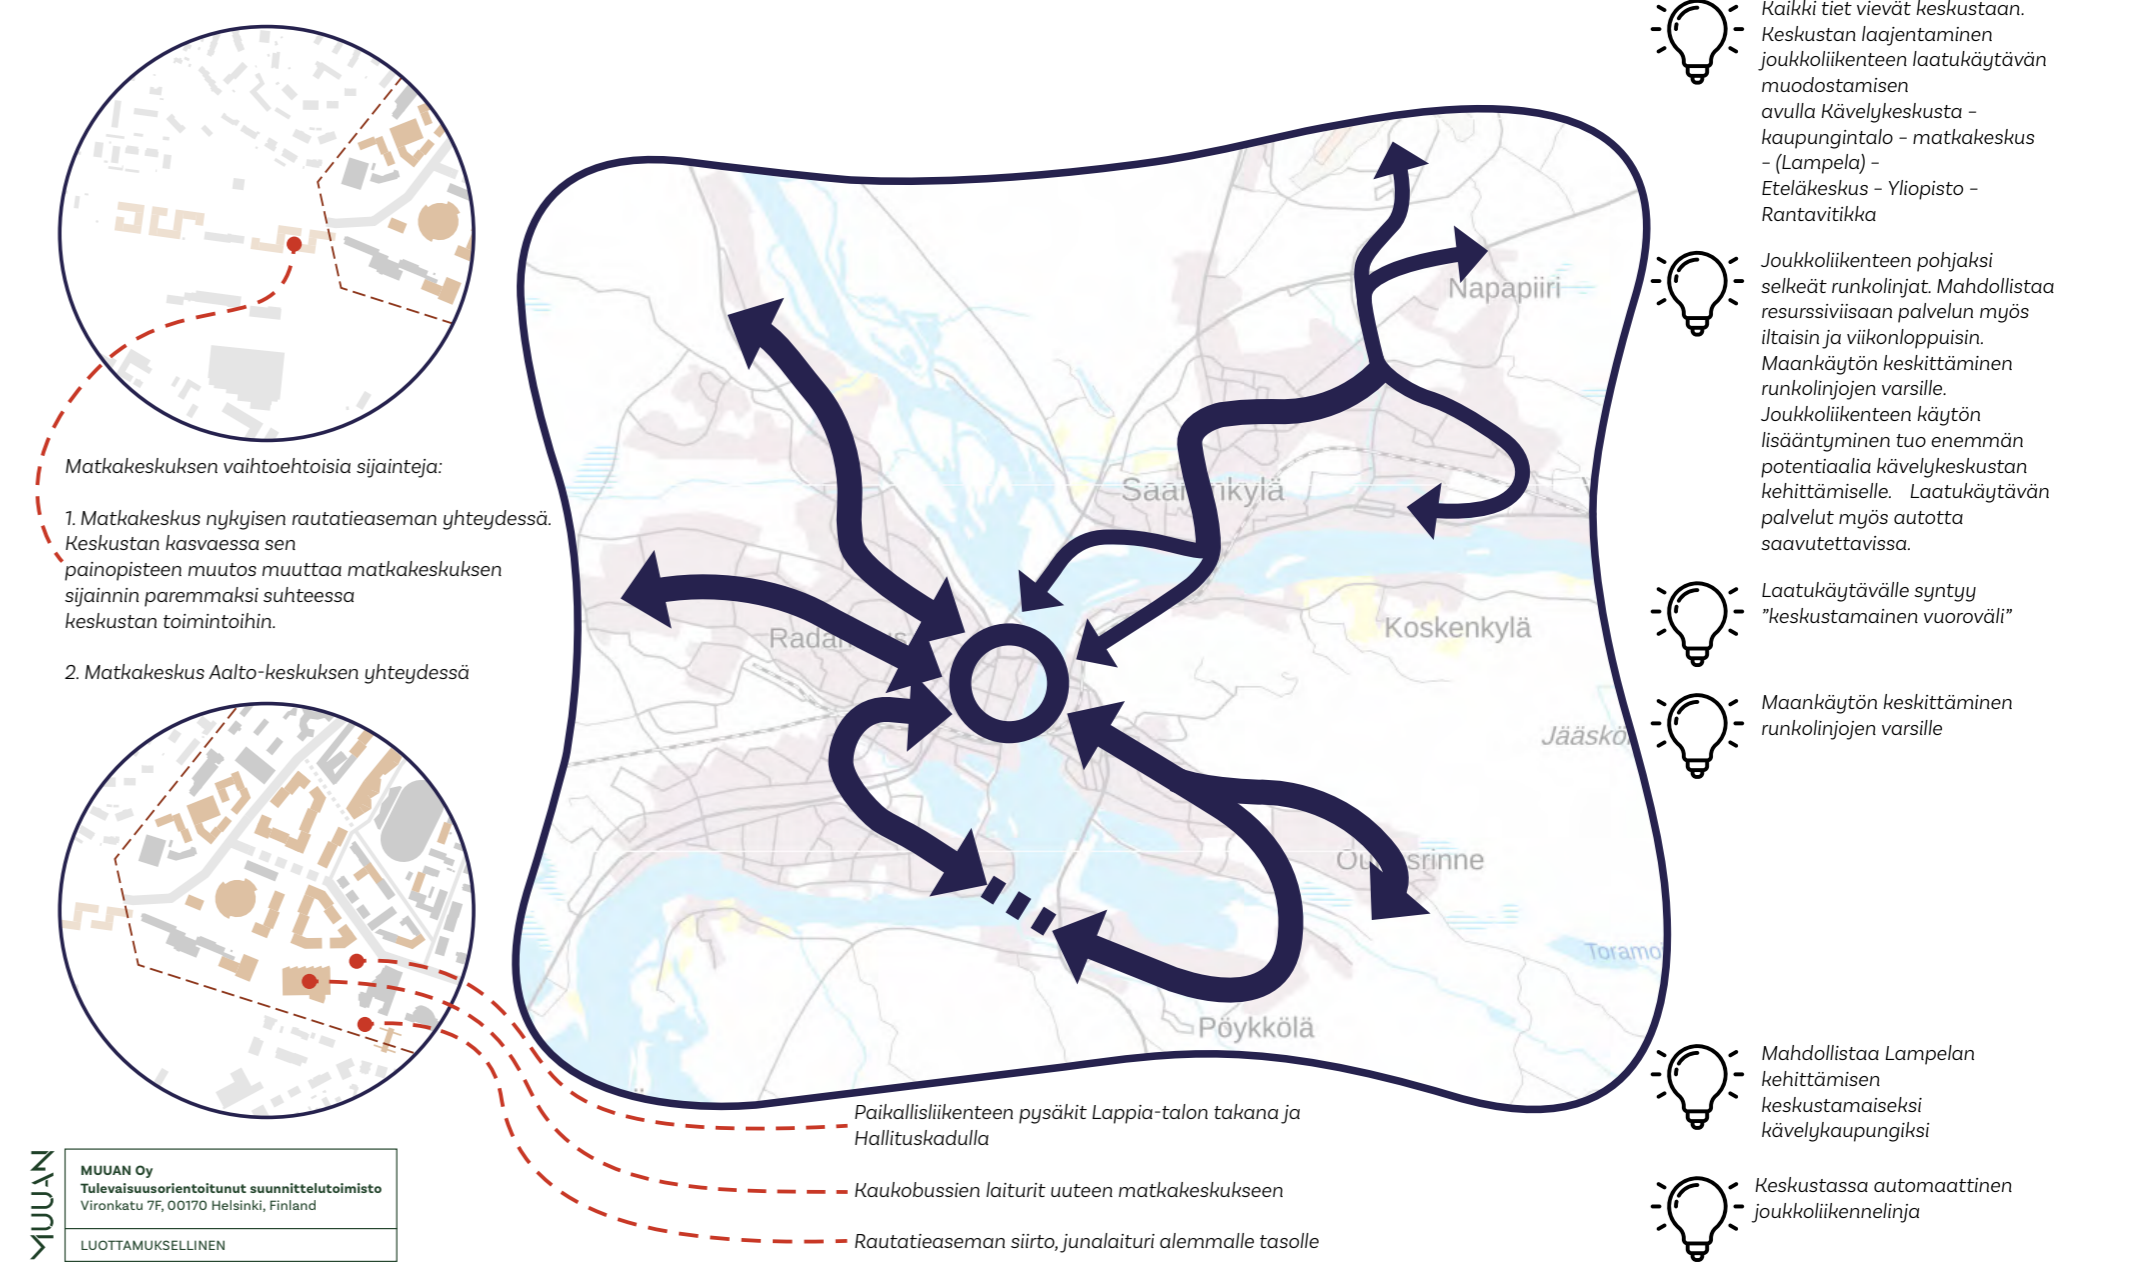 Kaikki tiet vievät keskustaan.
Keskustan laajentaminen
joukkoliikenteen laatukäytävän
muodostamisen
avulla Kävelykeskusta –
kaupungintalo – matkakeskus
– (Lampela) –
Eteläkeskus – Yliopisto –
Rantavitikka
Joukkoliikenteen pohjaksi
selkeät runkolinjat. Mahdollistaa
resurssiviisaan palvelun myös
iltaisin ja viikonloppuisin.
Maankäytön keskittäminen
runkolinjojen varsille.
Joukkoliikenteen käytön
lisääntyminen tuo enemmän
potentiaalia kävelykeskustan
kehittämiselle. Laatukäytävän
palvelut myös autotta
saavutettavissa.
Laatukäytävälle syntyy
"keskustamainen vuoroväli"
Maankäytön keskittäminen
runkolinjojen varsille
Mahdollistaa Lampelan
kehittämisen
keskustamaiseksi
kävelykaupungiksi
Keskustassa automaattinen
joukkoliikennelinja
Matkakeskuksen vaihtoehtoisia sijainteja:
1. Matkakeskus nykyisen rautatieaseman yhteydessä.
Keskustan kasvaessa sen
painopisteen muutos muuttaa matkakeskuksen
sijainnin paremmaksi suhteessa
keskustan toimintoihin.
2. Matkakeskus Aalto-keskuksen yhteydessä
Napapiiri
Koskenkylä
Pöykkölä
Paikallisliikenteen pysäkit Lappia-talon takana ja
Hallituskadulla
Kaukobussien laiturit uuteen matkakeskukseen
Rautatieaseman siirto, junalaituri alemmalle tasolle
MUUAN
MUUAN Oy
Tulevaisuusorientoitunut suunnittelutoimisto
Vironkatu 7F, 00170 Helsinki, Finland
LUOTTAMUKSELLINEN